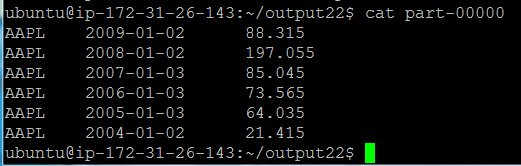 ubuntu@ip-172-31-26-143:~/output22$ cat part-00000
AAPL    2009-01-02      88.315
AAPL    2008-01-02      197.055
AAPL    2007-01-03      85.045
AAPL    2006-01-03      73.565
AAPL    2005-01-03      64.035
AAPL    2004-01-02      21.415
ubuntu@ip-172-31-26-143:~/output22$